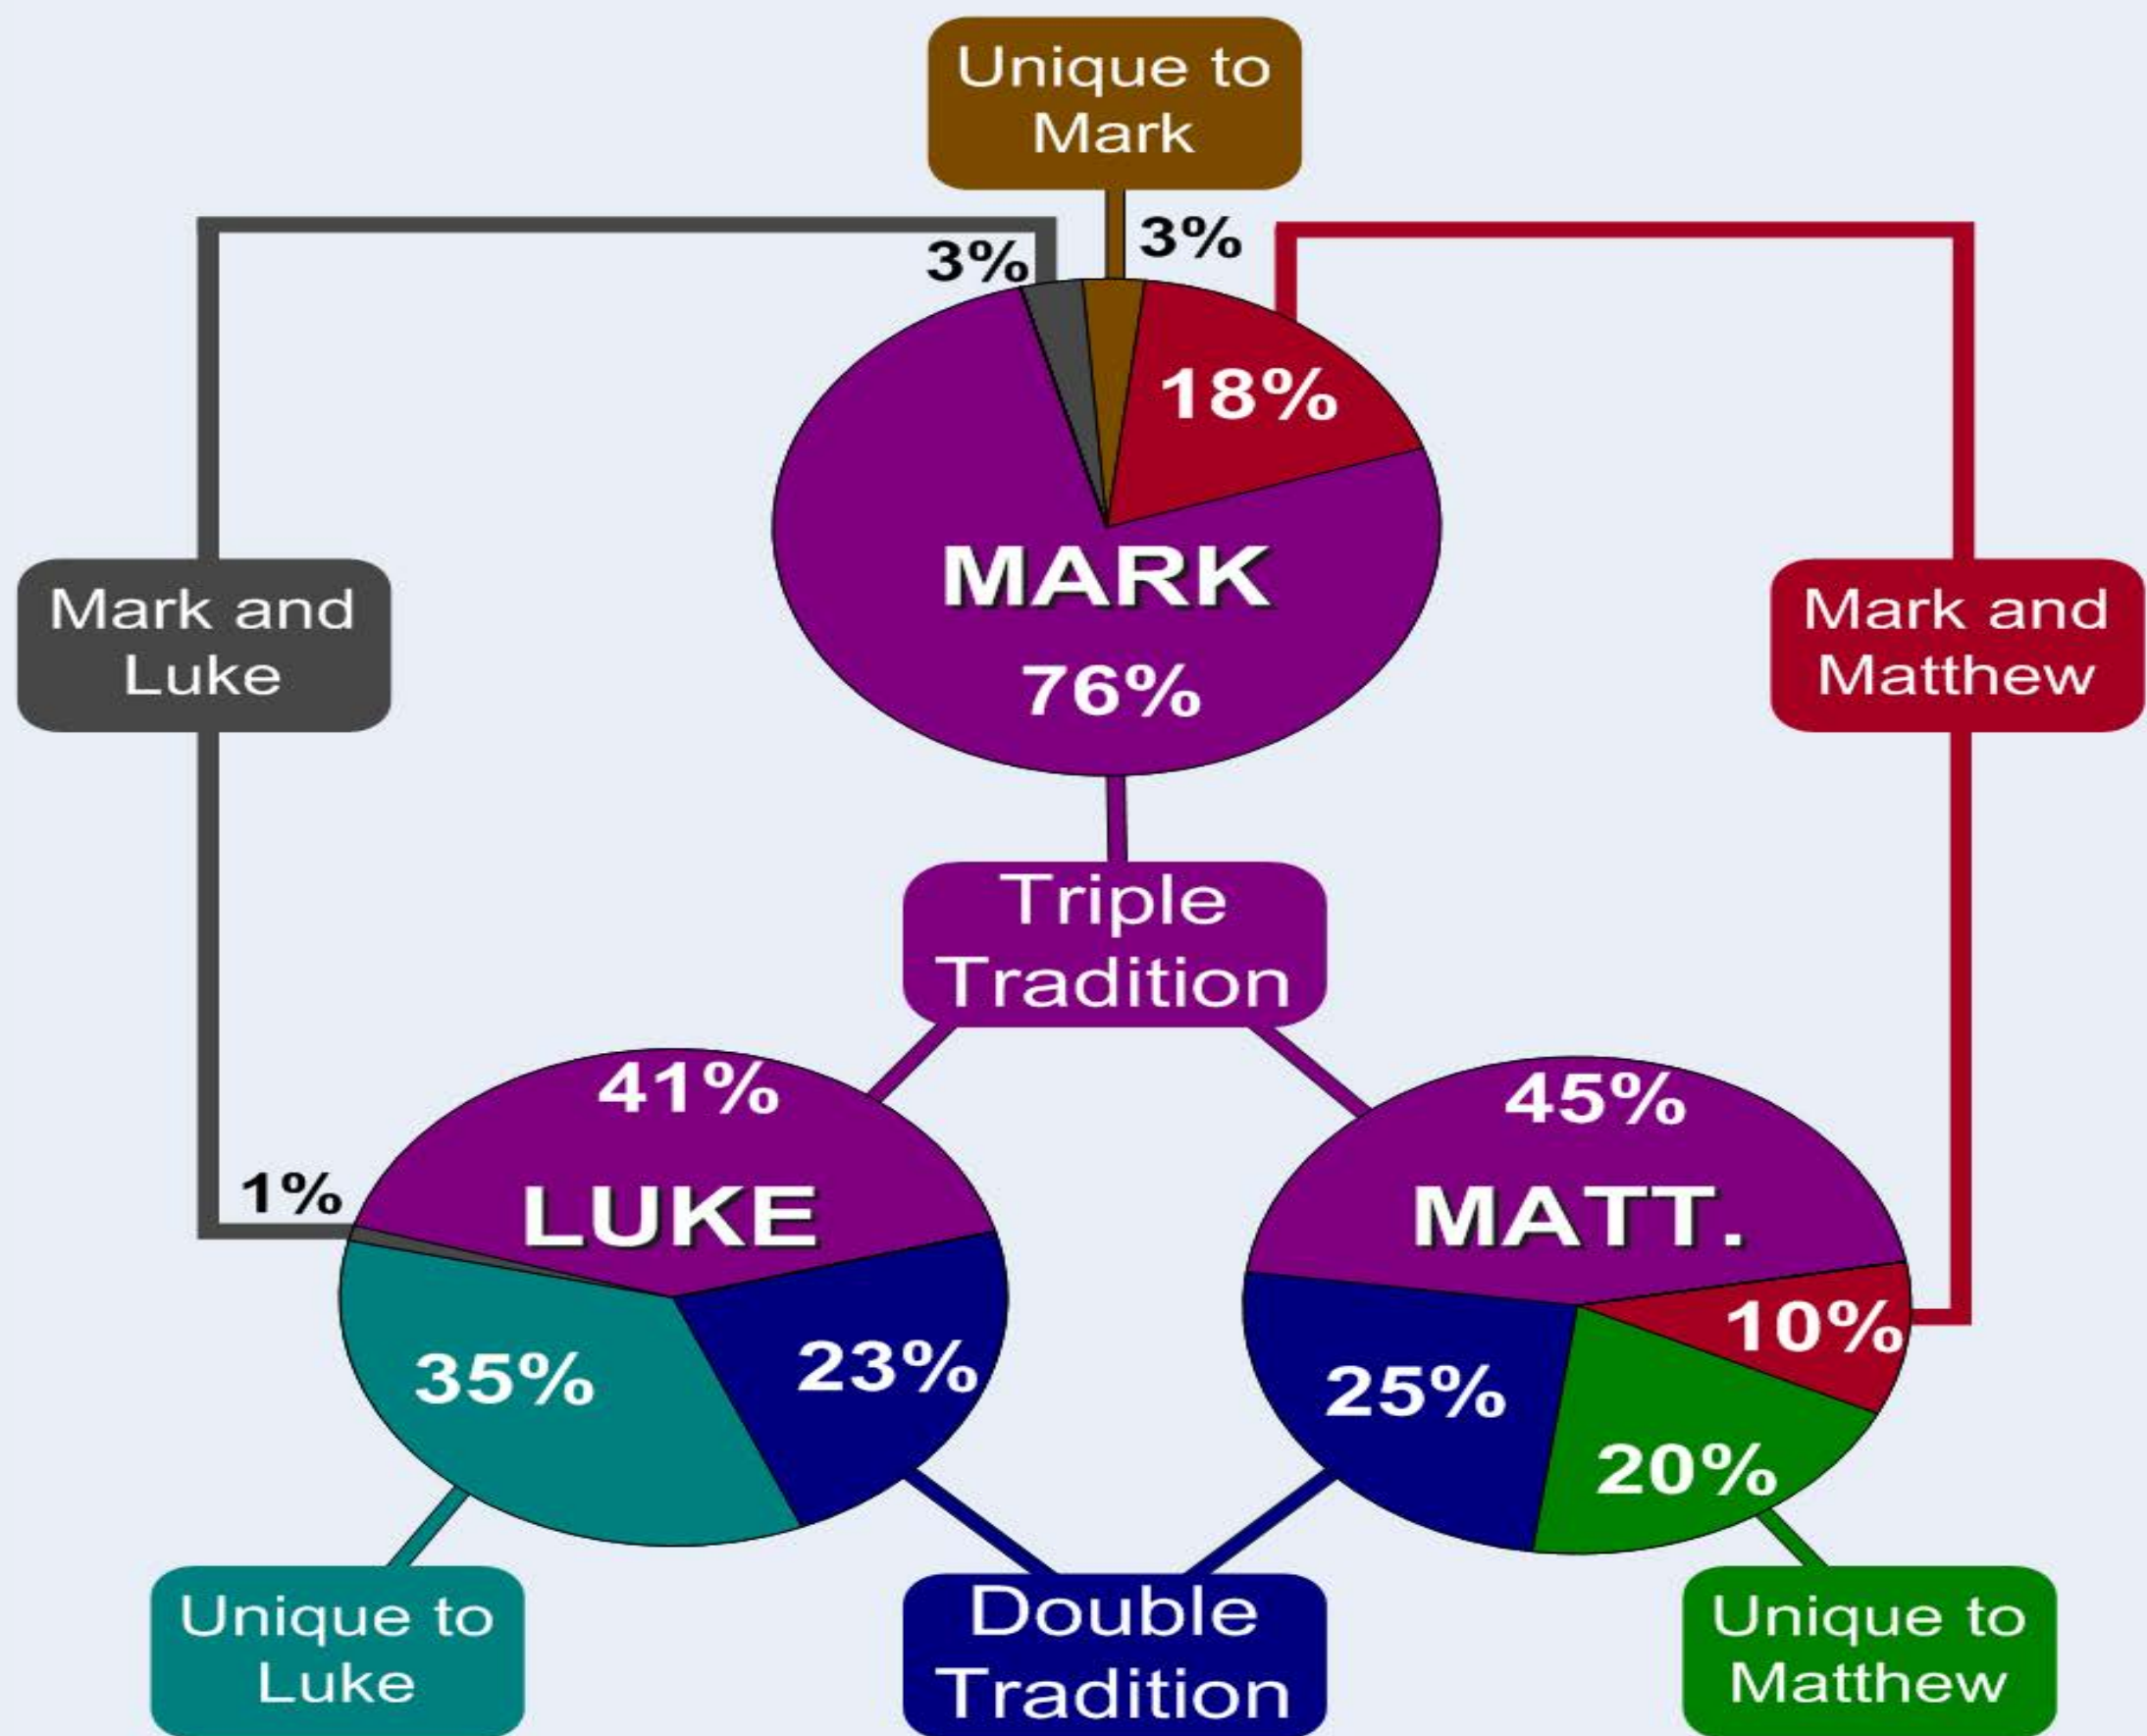 Unique to
Mark
3%
3%
18%
MARK
76%
Mark and
Luke
Mark and
Matthew
Triple
Tradition
41%
LUKE
1%
35%
23%
45%
MATT.
10%
25%
20%
Unique to
Luke
Double
Tradition
Unique to
Matthew